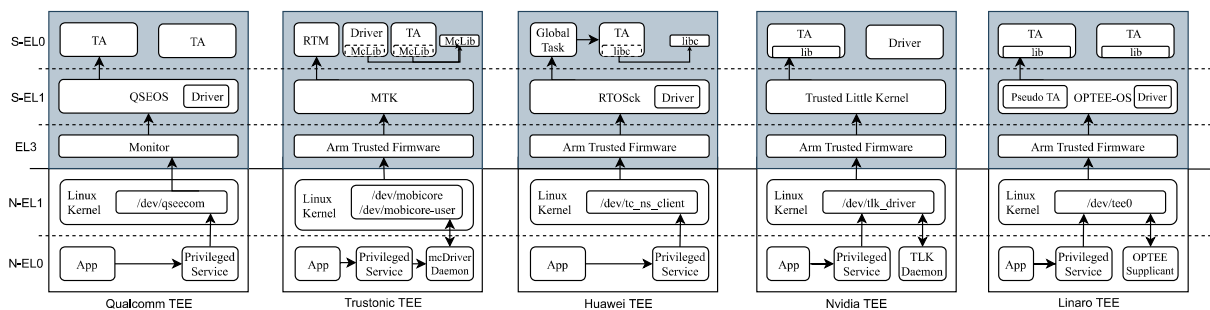 S-EL0
S-EL1
EL3
N-EL1
N-EL0
TA
TA
QSEOS
Driver
Monitor
Linux
Kernel
/dev/qseecom
App
Privileged
Service
Qualcomm TEE
RTM
Driver
McLib
TA
McLib
McLib
MTK
Arm Trusted Firmware
Linux
Kernel
/dev/mobicore
/dev/mobicore-user
App
Privileged
Service
mcDriver
Daemon
Trustonic TEE
Global
Task
TA
libc
libc
RTOSck
Driver
Arm Trusted Firmware
Linux
Kernel
/dev/tc_ns_client
App
Privileged
Service
Huawei TEE
TA
lib
Driver
Trusted Little Kernel
Arm Trusted Firmware
Linux
Kernel
/dev/tlk_driver
App
Privileged
Service
TLK
Daemon
Nvidia TEE
TA
lib
TA
lib
Pseudo TA
OPTEE-OS
Driver
Arm Trusted Firmware
Linux
Kernel
/dev/tee0
App
Privileged
Service
OPTEE
Supplicant
Linaro TEE